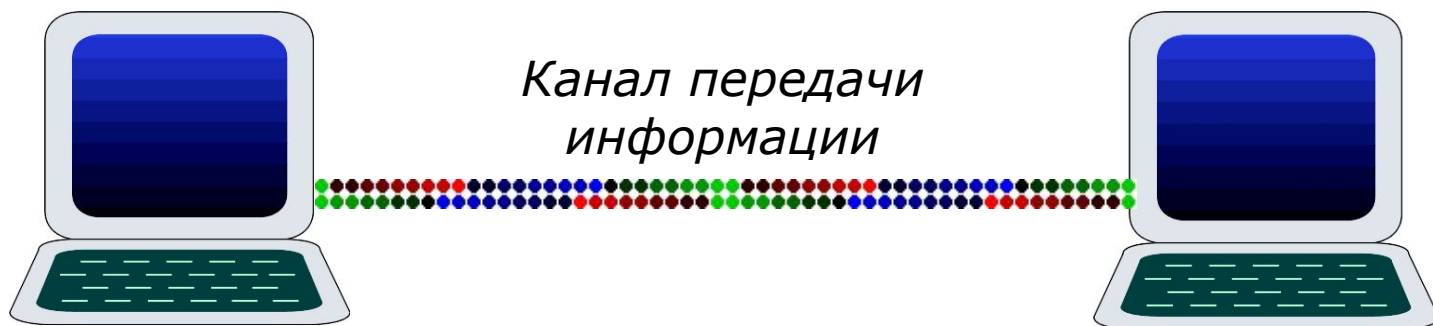 Канал передачи
информации